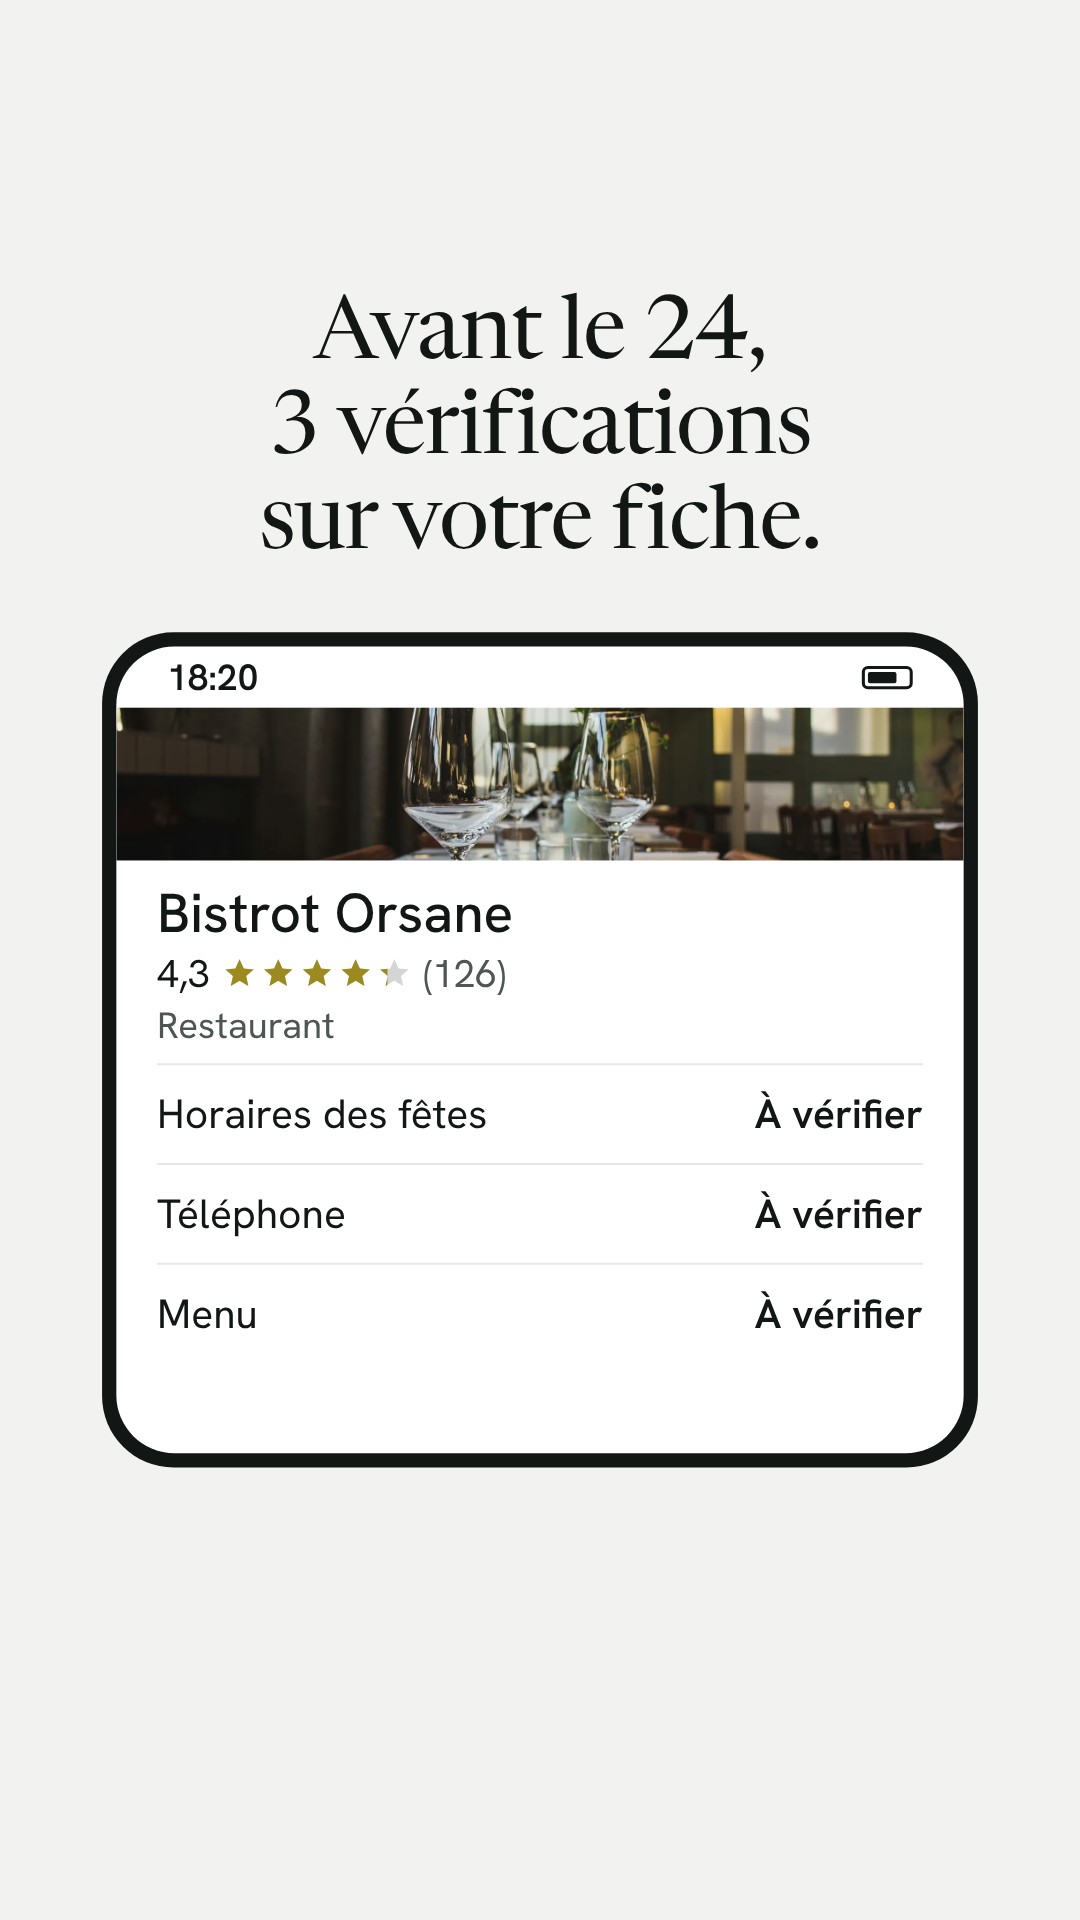 Avant le 24,
3 vérifications
sur votre fiche.
18:20
Bistrot Orsane
4,3 (126)
Restaurant
Horaires des fêtes À vérifier
Téléphone À vérifier
Menu À vérifier